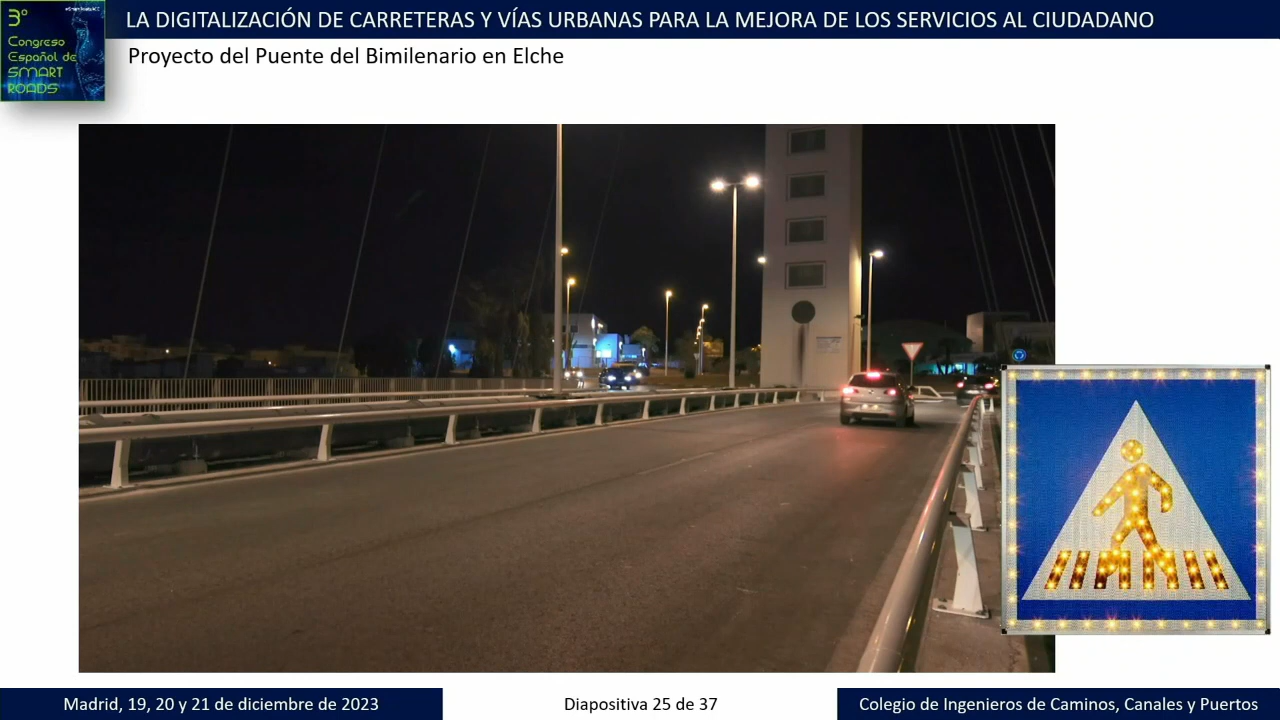 3º
Congreso
Español de
SMART
ROADS
LA DIGITALIZACIÓN DE CARRETERAS Y VÍAS URBANAS PARA LA MEJORA DE LOS SERVICIOS AL CIUDADANO
Proyecto del Puente del Bimilenario en Elche
Madrid, 19, 20 y 21 de diciembre de 2023
Diapositiva 25 de 37
Colegio de Ingenieros de Caminos, Canales y Puertos